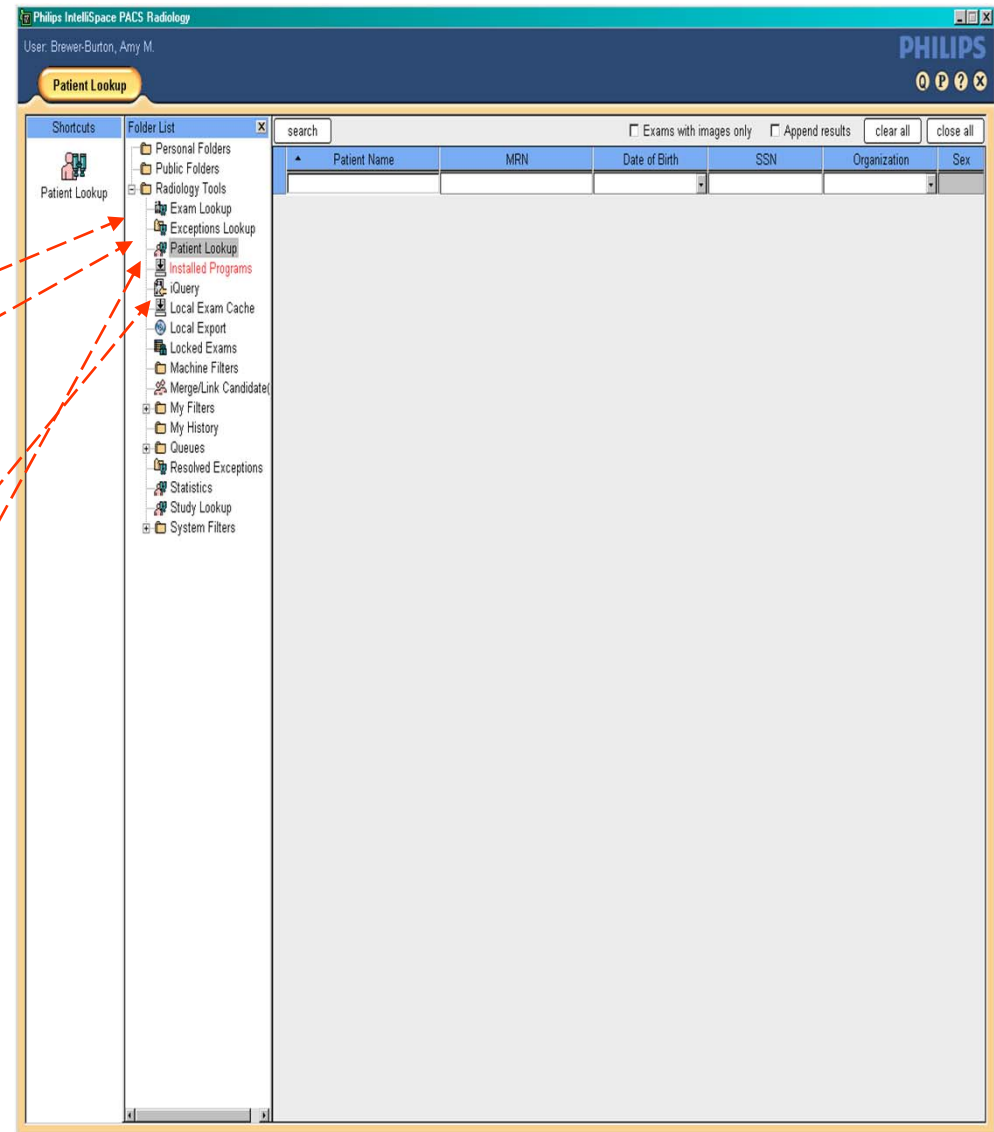 Philips IntelliSpace PACS Radiology
User: Brewer-Burton, Amy M.
PHILIPS
Patient Lookup
Q P ? X
Shortcuts
Patient Lookup
Folder List
Personal Folders
Public Folders
Radiology Tools
Exam Lookup
Exceptions Lookup
Patient Lookup
Installed Programs
iQuery
Local Exam Cache
Local Export
Locked Exams
Machine Filters
Merge/Link Candidate(
My Filters
My History
Queues
Resolved Exceptions
Statistics
Study Lookup
System Filters
search
Exams with images only Append results clear all close all
Patient Name MRN Date of Birth SSN Organization Sex